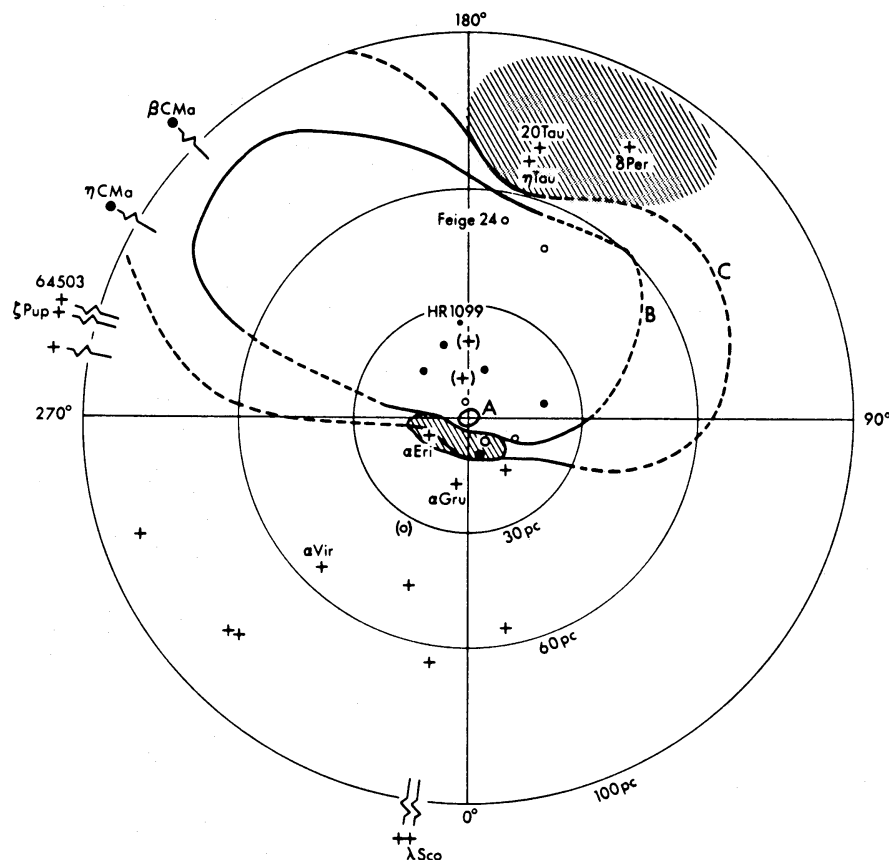 180°
βCMa
20Tau
δPer
ηTau
ηCMa
Feige 24
C
64503
ζPup
HR1099
B
(+)
(+)
A
270°
90°
αEri
αGru
30 pc
αVir
60 pc
100 pc
0°
λSco